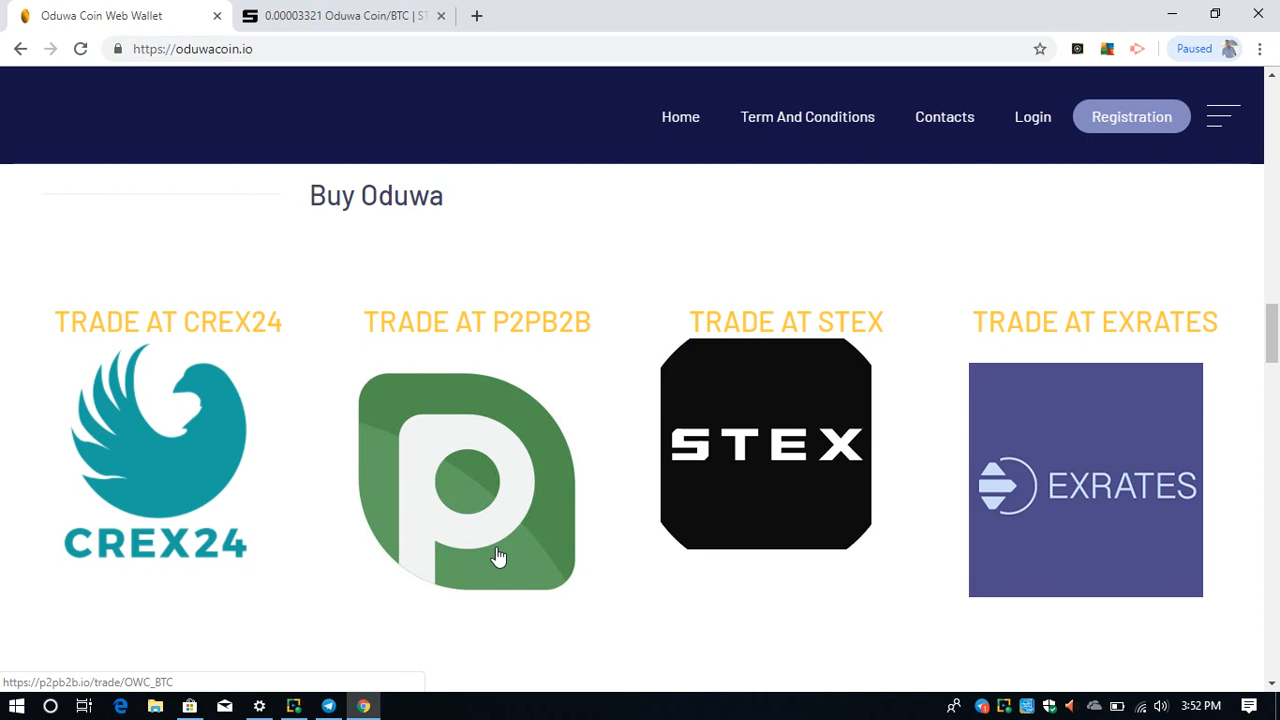 Oduwa Coin Web Wallet
0.00003321 Oduwa Coin/BTC | ST
https://oduwacoin.io
Paused
Home
Term And Conditions
Contacts
Login
Registration
Buy Oduwa
TRADE AT CREX24
TRADE AT P2PB2B
TRADE AT STEX
TRADE AT EXRATES
CREX24
STEX
EXRATES
https://p2pb2b.io/trade/OWC_BTC
3:52 PM